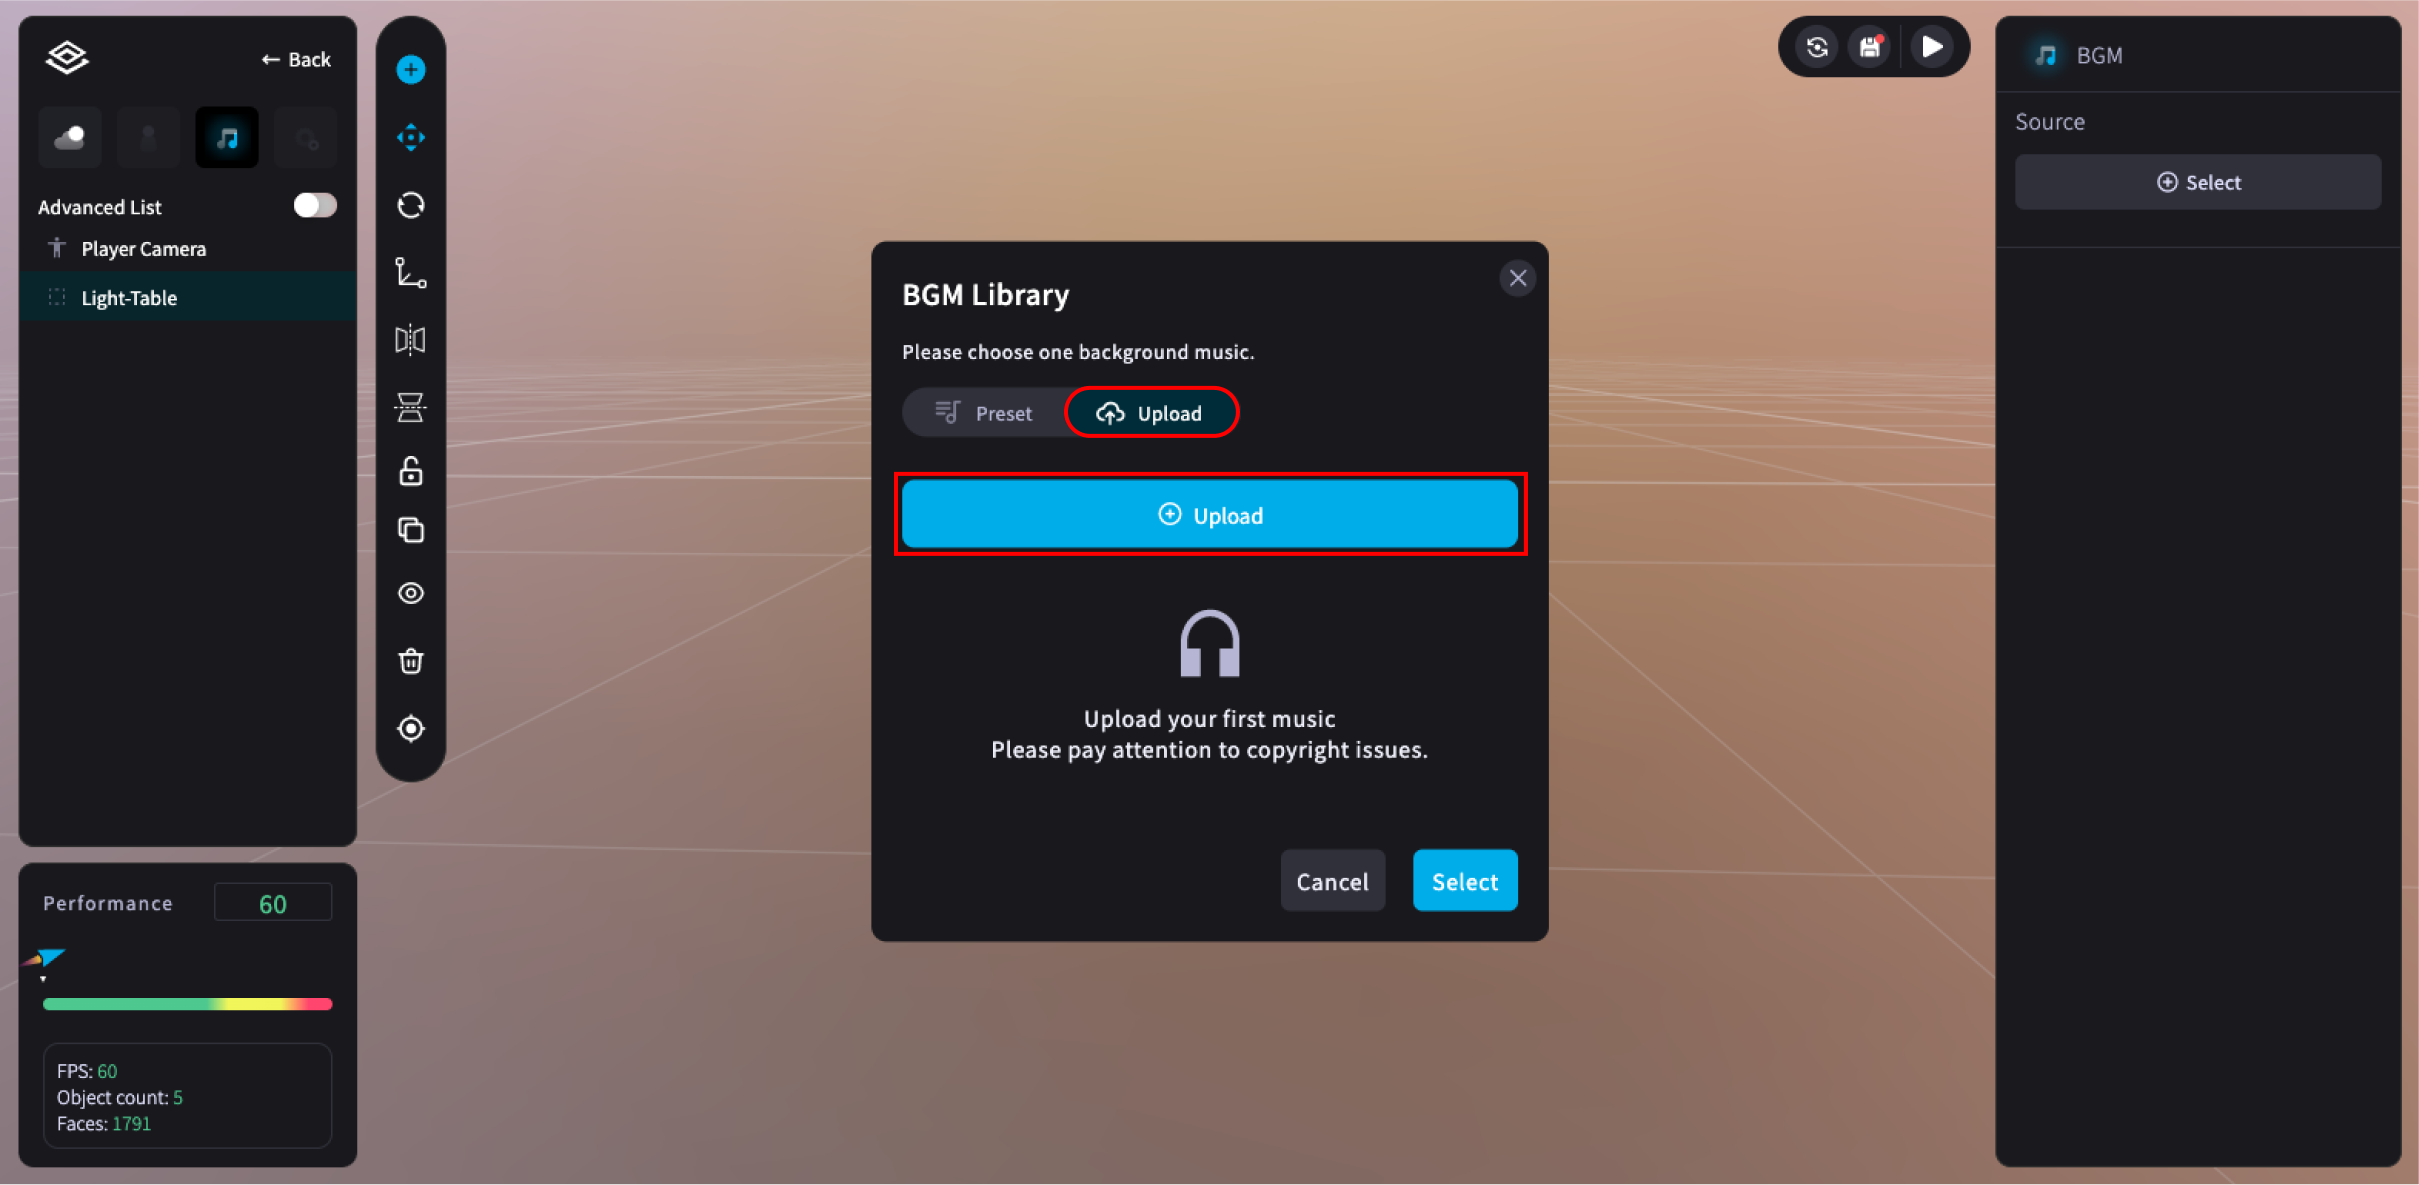 ← Back
Advanced List
Player Camera
Light-Table
Performance 60
FPS: 60
Object count: 5
Faces: 1791
BGM Library
Please choose one background music.
Preset Upload
Upload
Upload your first music
Please pay attention to copyright issues.
Cancel Select
BGM
Source
Select